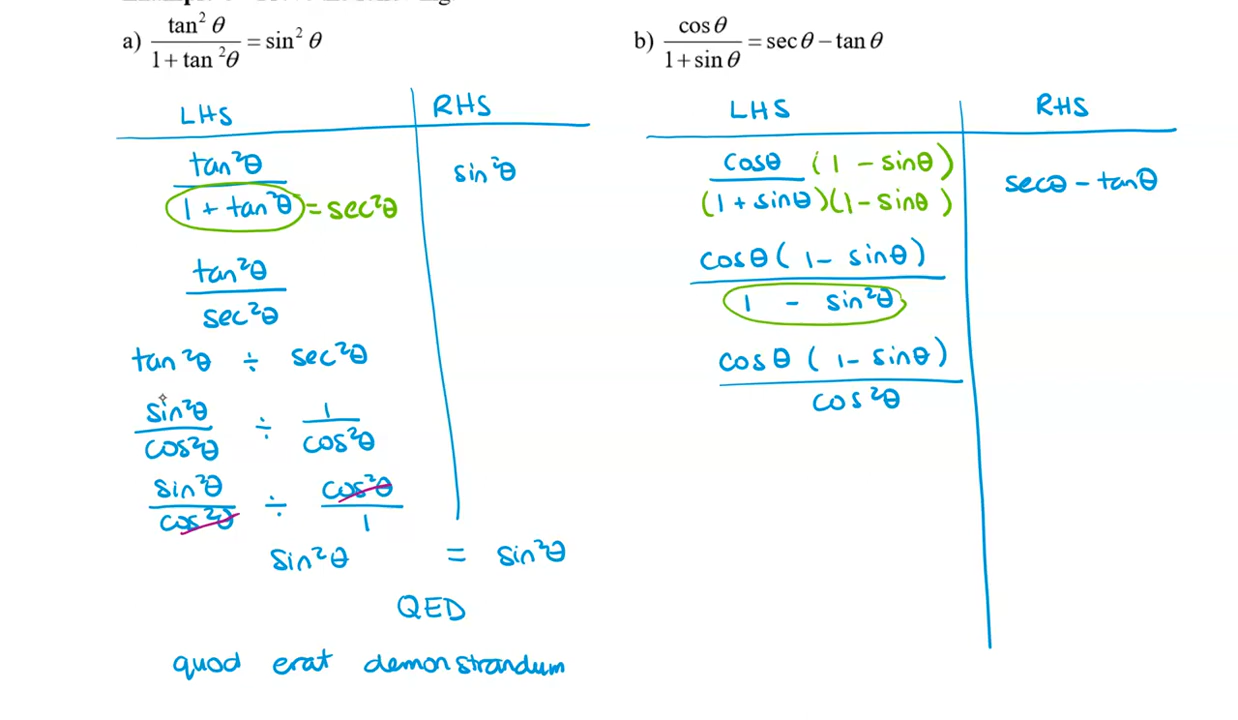 a) tan² θ / (1 + tan ²θ) = sin² θ
LHS RHS
tan²θ / (1 + tan²θ) = sec²θ sin²θ
tan²θ / sec²θ
tan²θ ÷ sec²θ
sin²θ / cos²θ ÷ 1 / cos²θ
sin²θ / cos²θ ÷ cos²θ / 1
sin²θ = sin²θ
QED
quod erat demonstrandum
b) cos θ / (1 + sin θ) = sec θ − tan θ
LHS RHS
cosθ (1 − sinθ) / (1 + sinθ)(1 − sinθ) secθ − tanθ
cosθ (1 − sinθ) / 1 − sin²θ
cosθ (1 − sinθ) / cos²θ